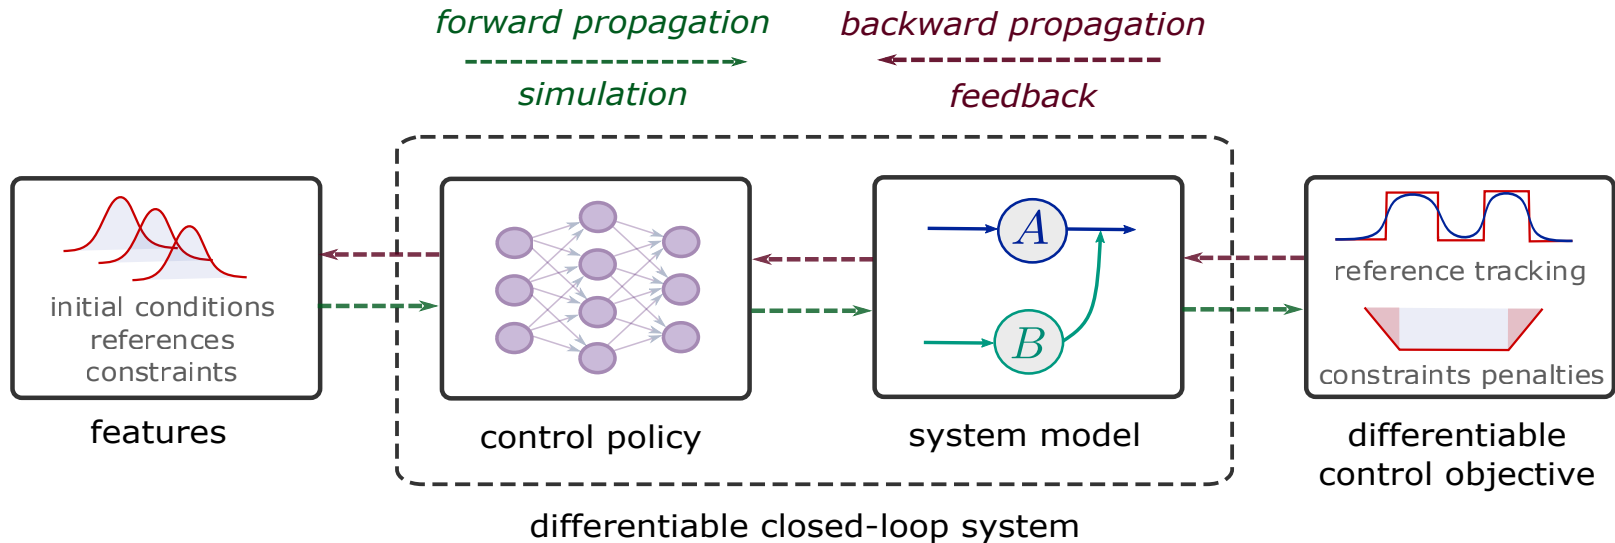 forward propagation
simulation
backward propagation
feedback
initial conditions
references
constraints
features
control policy
A
B
system model
reference tracking
constraints penalties
differentiable
control objective
differentiable closed-loop system